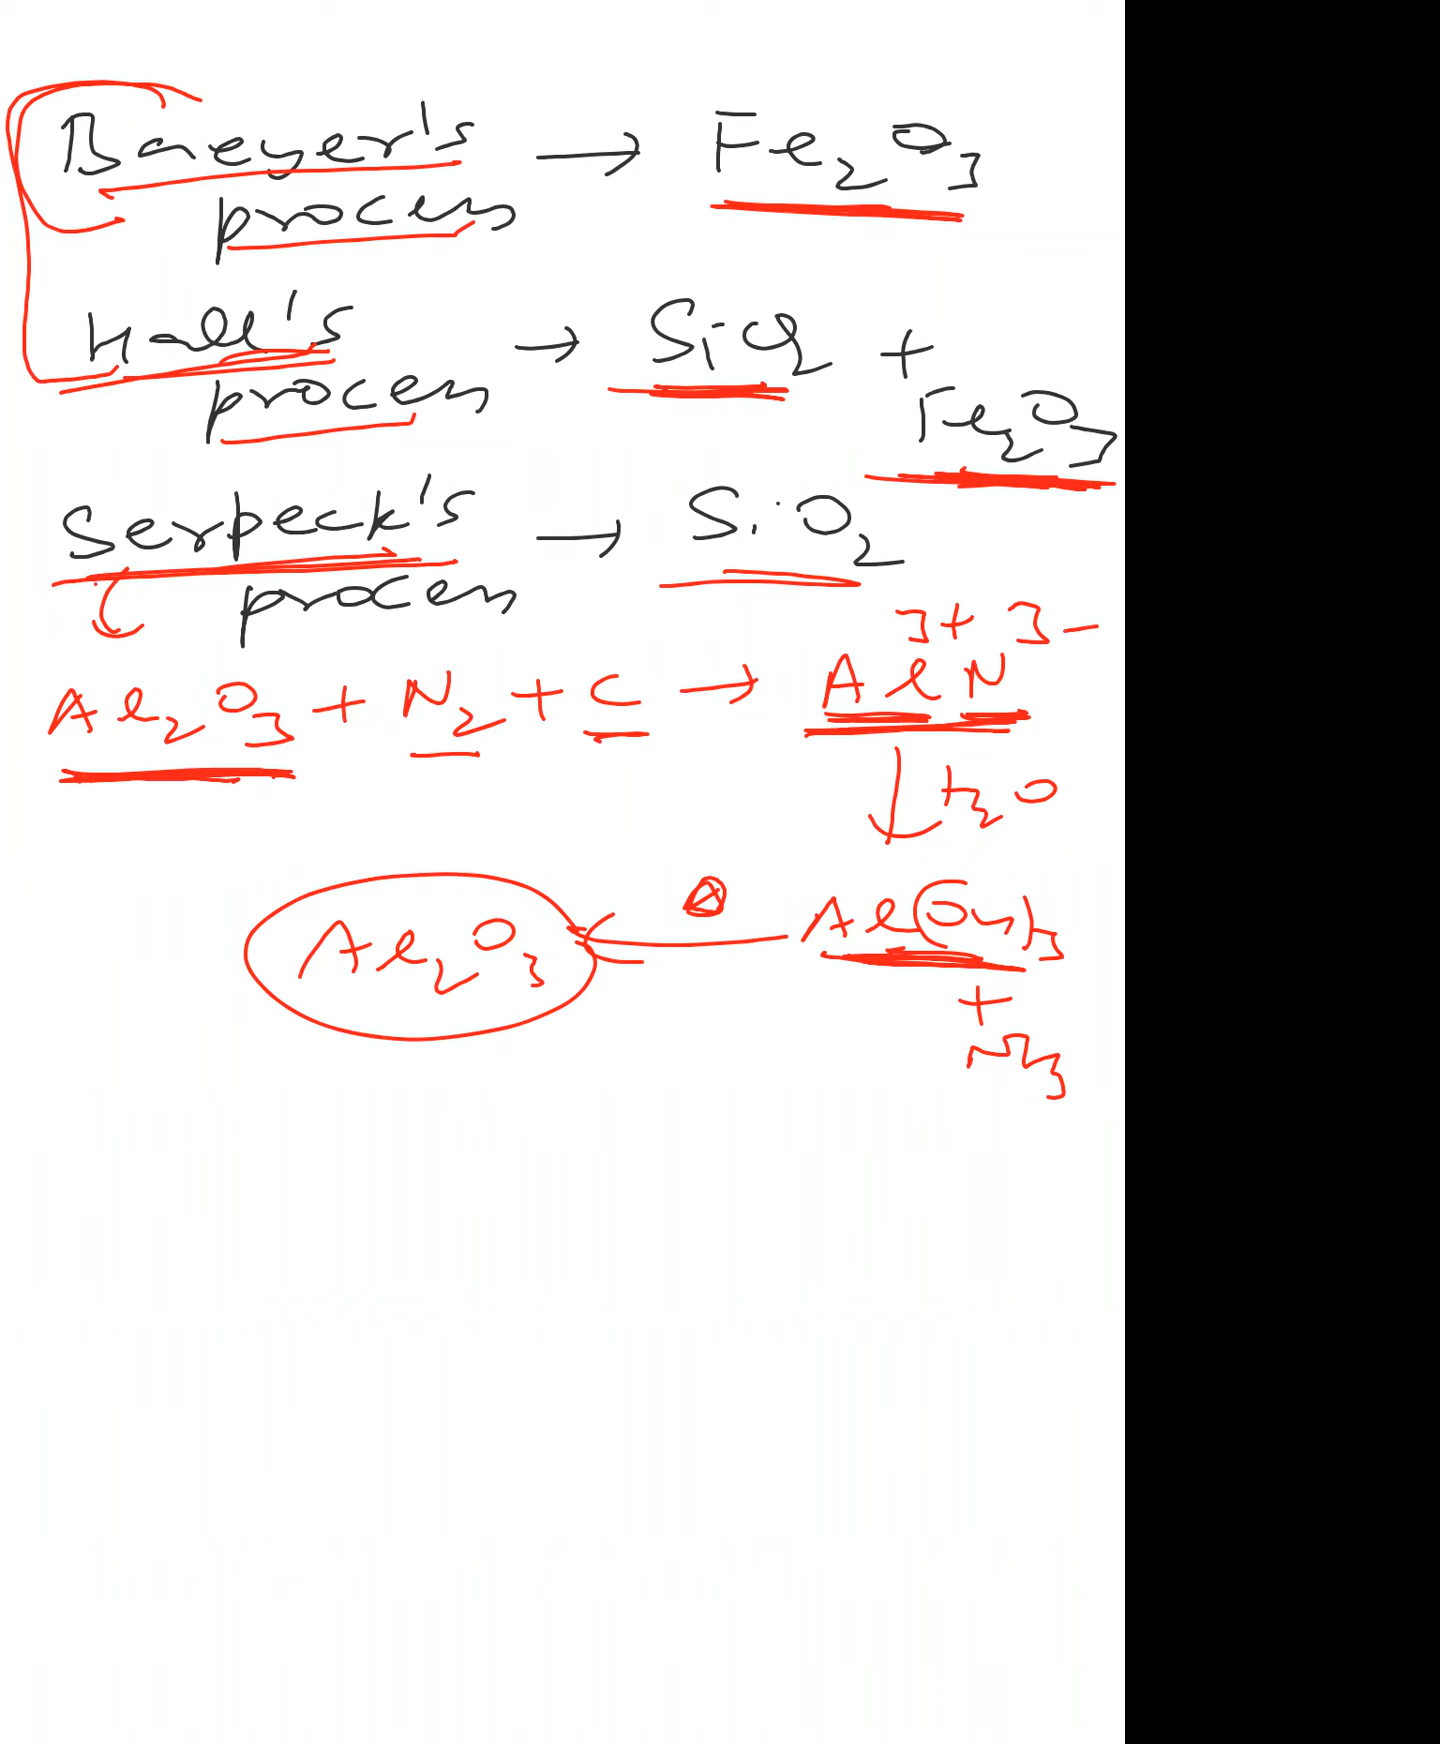 Baeyer's → Fe₂O₃
process
Hall's → SiO₂ +
process Fe₂O₃
Serpeck's → SiO₂
process
3+ 3-
Al₂O₃ + N₂ + C → AlN
↓ H₂O
Al₂O₃ ← Δ Al(OH)₃
+
NH₃